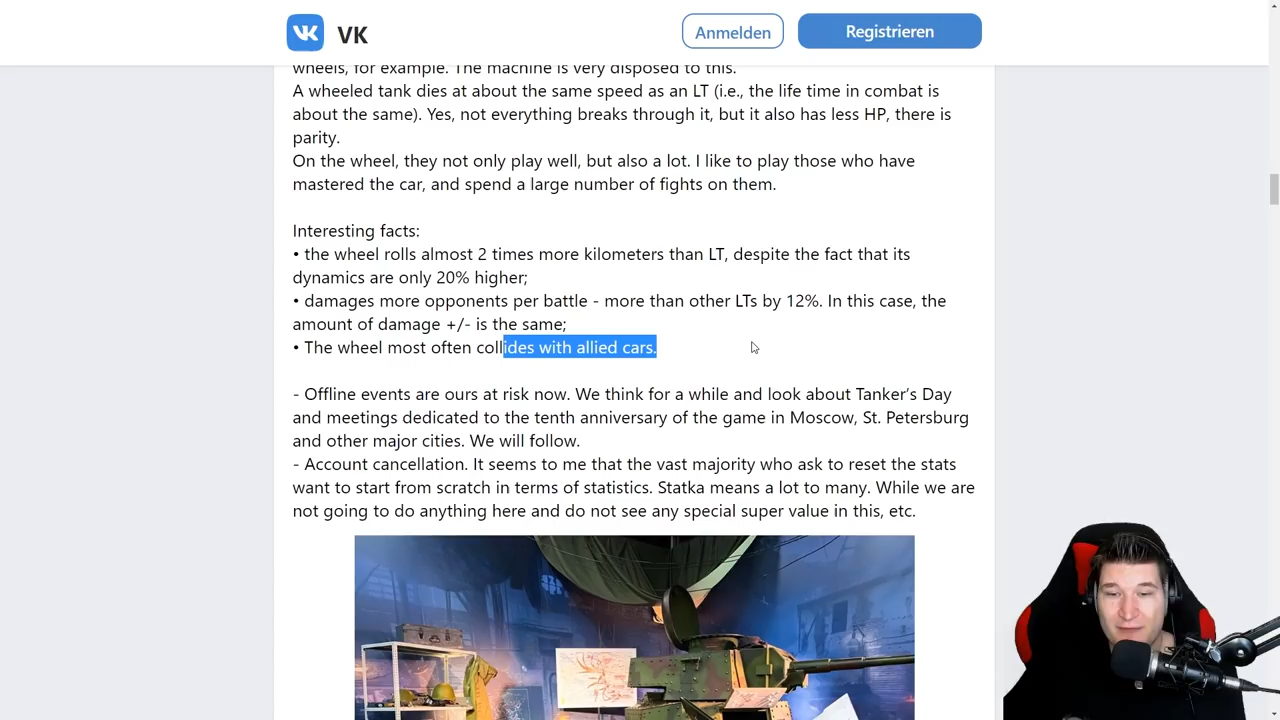 VK
Anmelden
Registrieren
wheels, for example. The machine is very disposed to this.
A wheeled tank dies at about the same speed as an LT (i.e., the life time in combat is
about the same). Yes, not everything breaks through it, but it also has less HP, there is
parity.
On the wheel, they not only play well, but also a lot. I like to play those who have
mastered the car, and spend a large number of fights on them.
Interesting facts:
• the wheel rolls almost 2 times more kilometers than LT, despite the fact that its
dynamics are only 20% higher;
• damages more opponents per battle - more than other LTs by 12%. In this case, the
amount of damage +/- is the same;
• The wheel most often collides with allied cars.
- Offline events are ours at risk now. We think for a while and look about Tanker’s Day
and meetings dedicated to the tenth anniversary of the game in Moscow, St. Petersburg
and other major cities. We will follow.
- Account cancellation. It seems to me that the vast majority who ask to reset the stats
want to start from scratch in terms of statistics. Statka means a lot to many. While we are
not going to do anything here and do not see any special super value in this, etc.